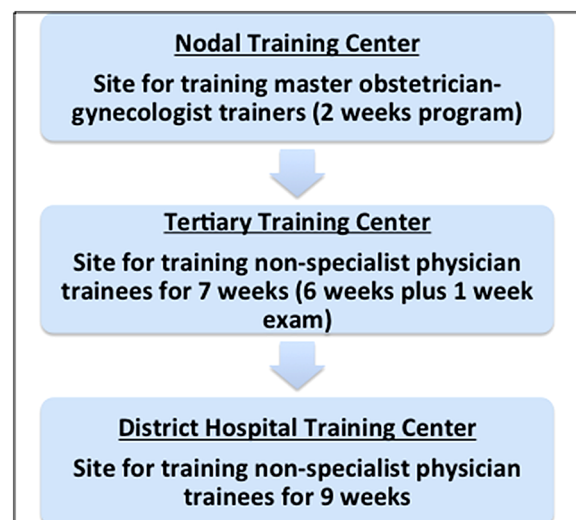 Nodal Training Center
Site for training master obstetrician-
gynecologist trainers (2 weeks program)
Tertiary Training Center
Site for training non-specialist physician
trainees for 7 weeks (6 weeks plus 1 week
exam)
District Hospital Training Center
Site for training non-specialist physician
trainees for 9 weeks